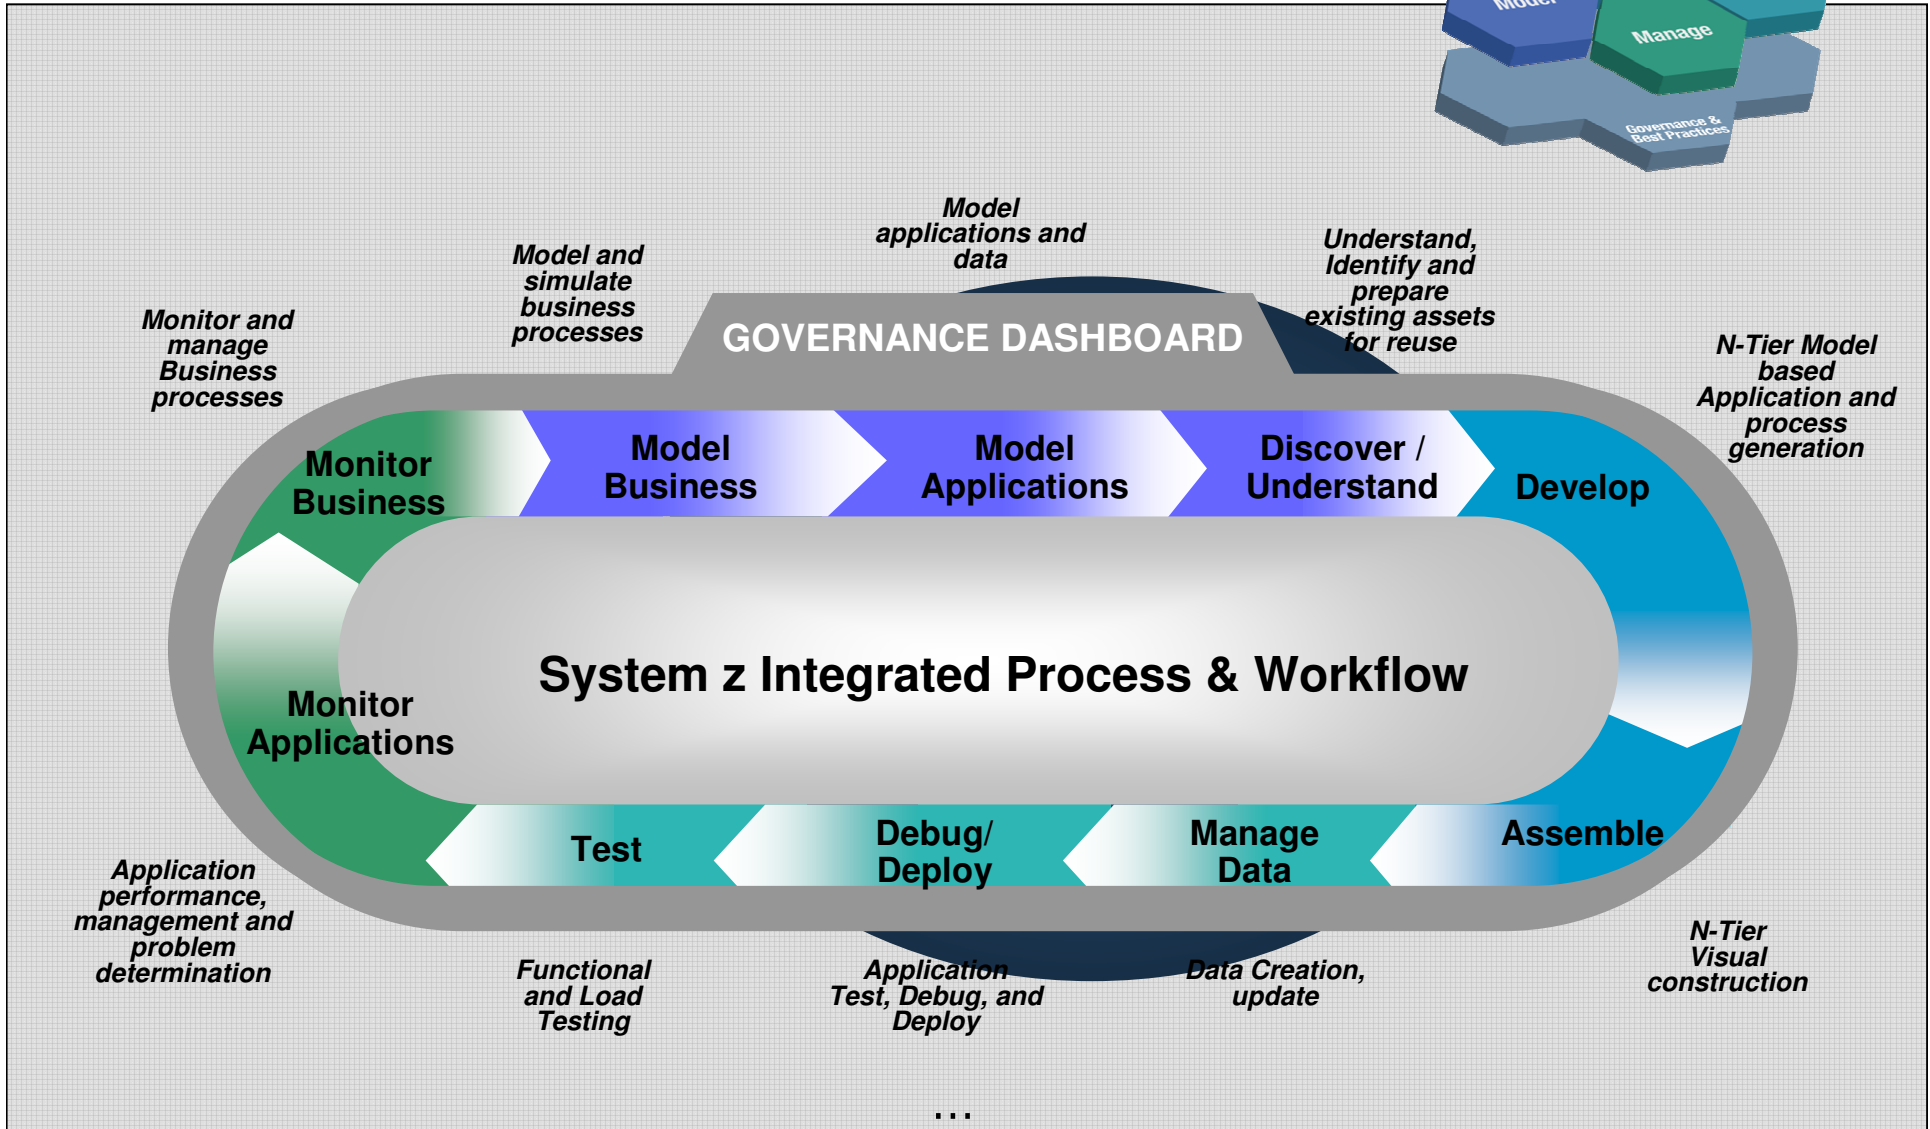 Model
Manage
Governance &
Best Practices
Model
applications and
data
Understand,
Identify and
prepare
existing assets
for reuse
Model and
simulate
business
processes
Monitor and
manage
Business
processes
N-Tier Model
based
Application and
process
generation
GOVERNANCE DASHBOARD
Monitor
Business
Model
Business
Model
Applications
Discover /
Understand
Develop
System z Integrated Process & Workflow
Monitor
Applications
Test
Debug/
Deploy
Manage
Data
Assemble
Application
performance,
management and
problem
determination
Functional
and Load
Testing
Application
Test, Debug, and
Deploy
Data Creation,
update
N-Tier
Visual
construction
...